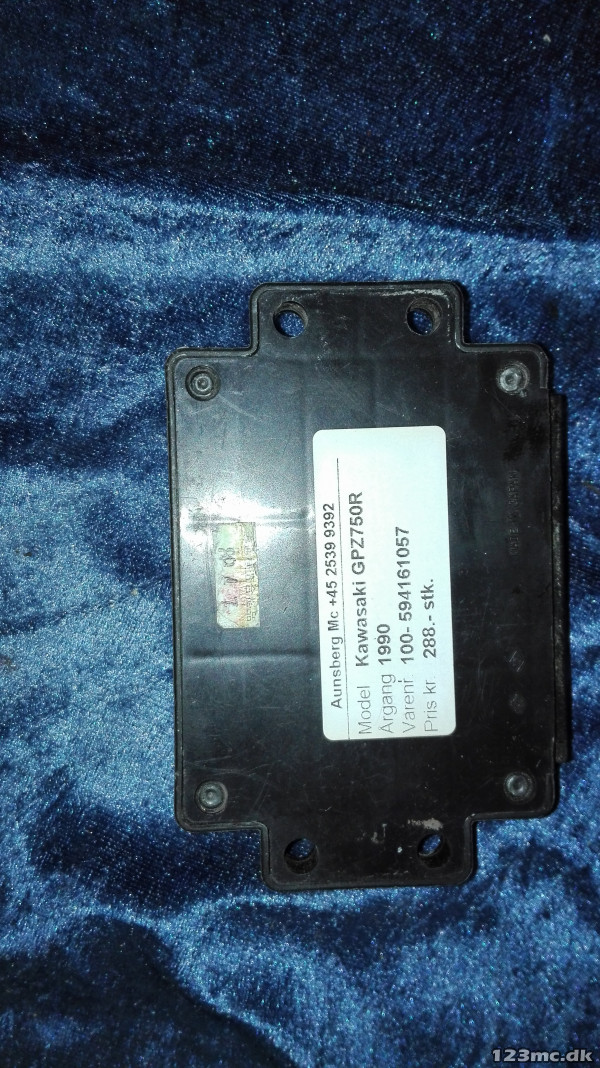 Aunsberg Mc +45 2539 9392
Model Kawasaki GPZ750R
Årgang 1990
Varenr 100- 594161057
Pris kr 288.- stk.
123mc.dk